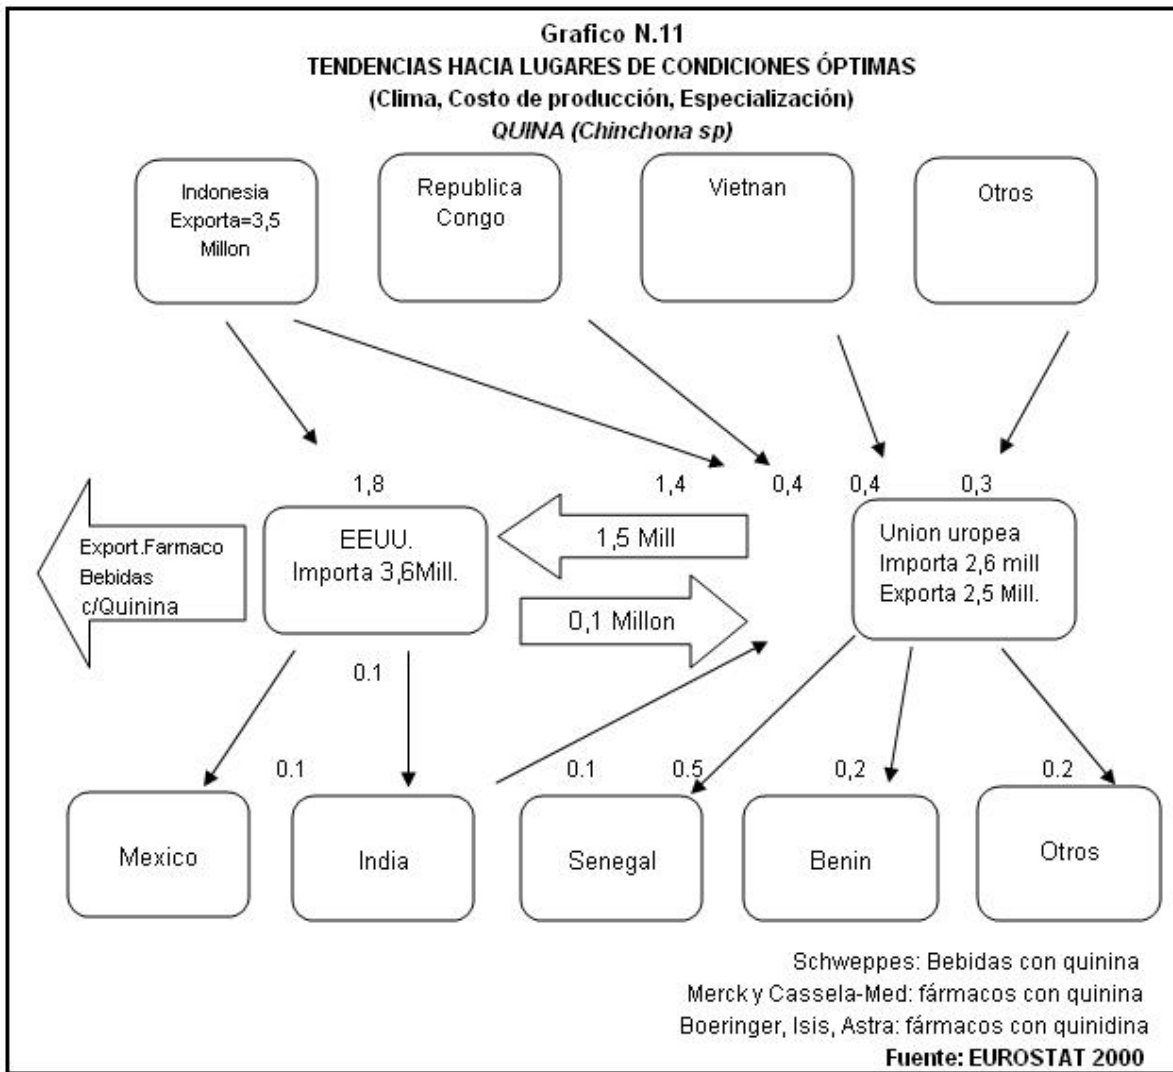 Grafico N.11
TENDENCIAS HACIA LUGARES DE CONDICIONES ÓPTIMAS
(Clima, Costo de producción, Especialización)
QUINA (Chinchona sp)
Indonesia
Exporta=3,5
Millon
Republica
Congo
Vietnan
Otros
1,8
1,4
0,4
0,4
0,3
Export.Farmaco
Bebidas
c/Quinina
EEUU.
Importa 3,6Mill.
1,5 Mill
0,1 Millon
Union uropea
Importa 2,6 mill
Exporta 2,5 Mill.
0.1
0.1
0.1
0.5
0,2
0.2
Mexico
India
Senegal
Benin
Otros
Schweppes: Bebidas con quinina
Merck y Cassela-Med: fármacos con quinina
Boeringer, Isis, Astra: fármacos con quinidina
Fuente: EUROSTAT 2000